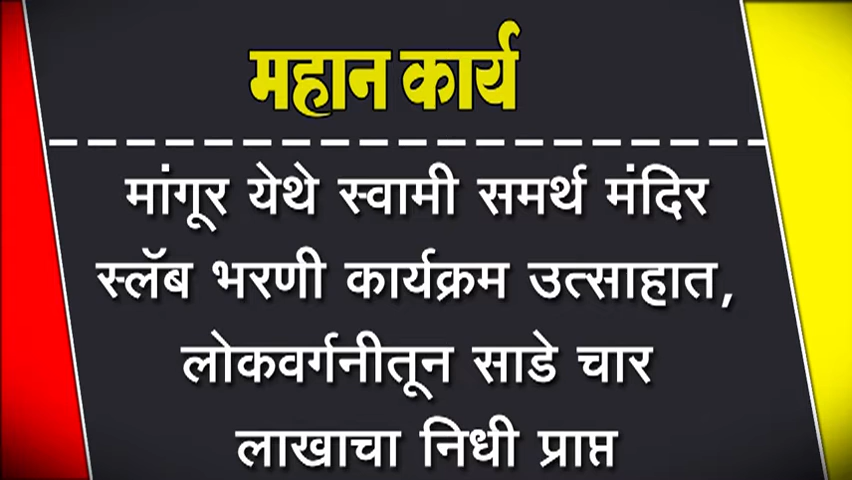 महान कार्य
मांगूर येथे स्वामी समर्थ मंदिर
स्लॅब भरणी कार्यक्रम उत्साहात,
लोकवर्गनीतून साडे चार
लाखाचा निधी प्राप्त